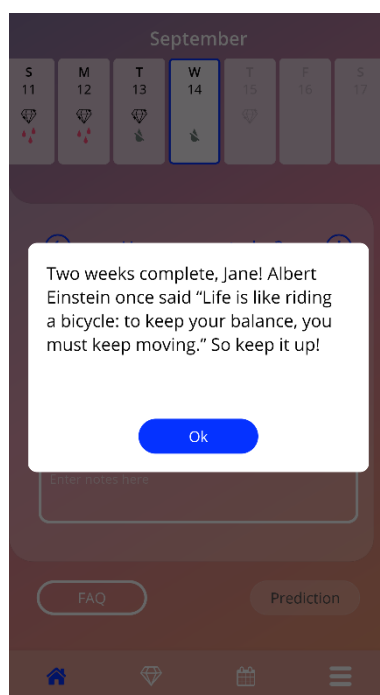 September
S M T W T F S
11 12 13 14 15 16 17
Two weeks complete, Jane! Albert
Einstein once said “Life is like riding
a bicycle: to keep your balance, you
must keep moving.” So keep it up!
Ok
Enter notes here
FAQ
Prediction